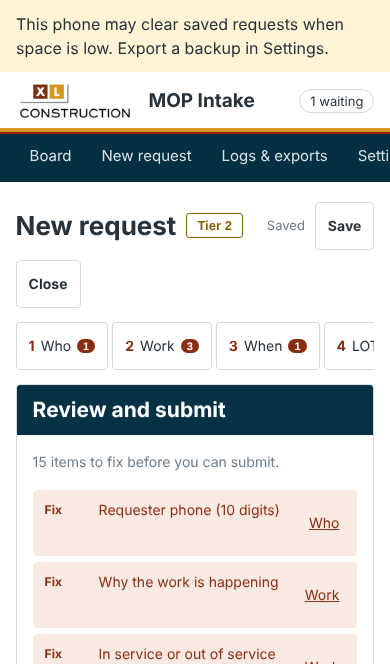 This phone may clear saved requests when
space is low. Export a backup in Settings.
XL
CONSTRUCTION
MOP Intake
1 waiting
Board New request Logs & exports
New request
Tier 2
Saved
Save
Close
1 Who 1
2 Work 3
3 When 1
4
Review and submit
15 items to fix before you can submit.
Fix Requester phone (10 digits)
Who
Fix Why the work is happening
Work
Fix In service or out of service